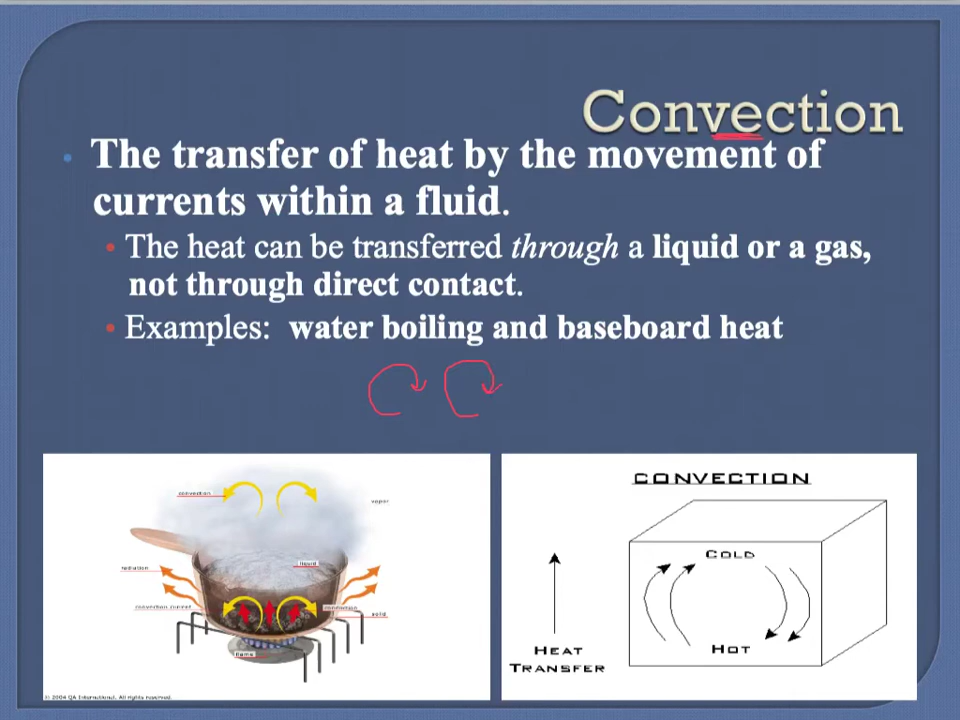 Convection
• The transfer of heat by the movement of
currents within a fluid.
• The heat can be transferred through a liquid or a gas,
not through direct contact.
• Examples: water boiling and baseboard heat
convection
vapor
radiation
liquid
convection current
conduction
solid
flame
© 2004 QA International. All rights reserved.
CONVECTION
COLD
HOT
HEAT
TRANSFER